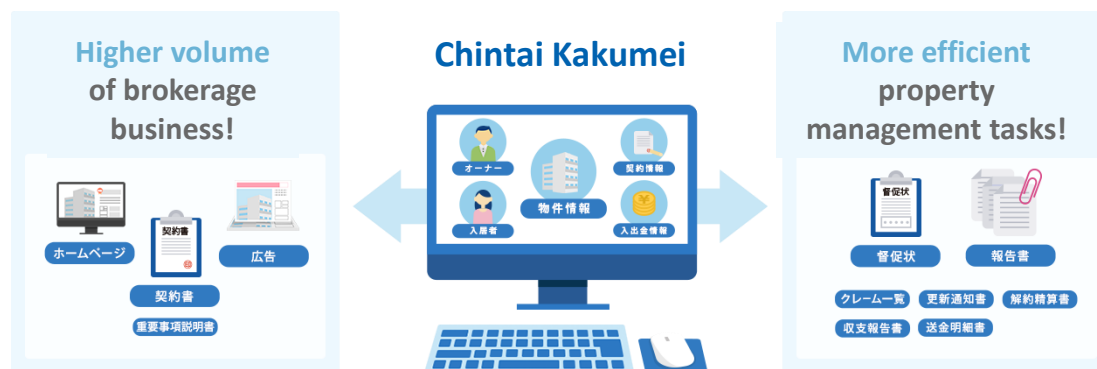 Higher volume
of brokerage
business!
契約書
ホームページ
広告
契約書
重要事項説明書
Chintai Kakumei
オーナー
契約情報
物件情報
入居者
入出金情報
More efficient
property
management tasks!
督促状
督促状
報告書
クレーム一覧
更新通知書
解約精算書
収支報告書
送金明細書